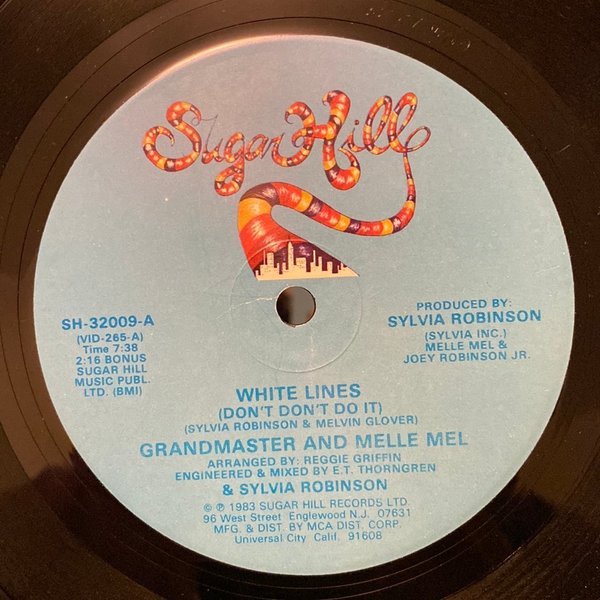 Sugar Hill
SH-32009-A
(VID-265-A)
Time 7:38
2:16 BONUS
SUGAR HILL
MUSIC PUBL.
LTD. (BMI)
PRODUCED BY:
SYLVIA ROBINSON
(SYLVIA INC.)
MELLE MEL &
JOEY ROBINSON JR.
WHITE LINES
(DON'T DON'T DO IT)
(SYLVIA ROBINSON & MELVIN GLOVER)
GRANDMASTER AND MELLE MEL
ARRANGED BY: REGGIE GRIFFIN
ENGINEERED & MIXED BY E.T. THORNGREN
& SYLVIA ROBINSON
© ℗ 1983 SUGAR HILL RECORDS LTD.
96 West Street Englewood N.J. 07631
MFG. & DIST. BY MCA DIST. CORP.
Universal City Calif. 91608